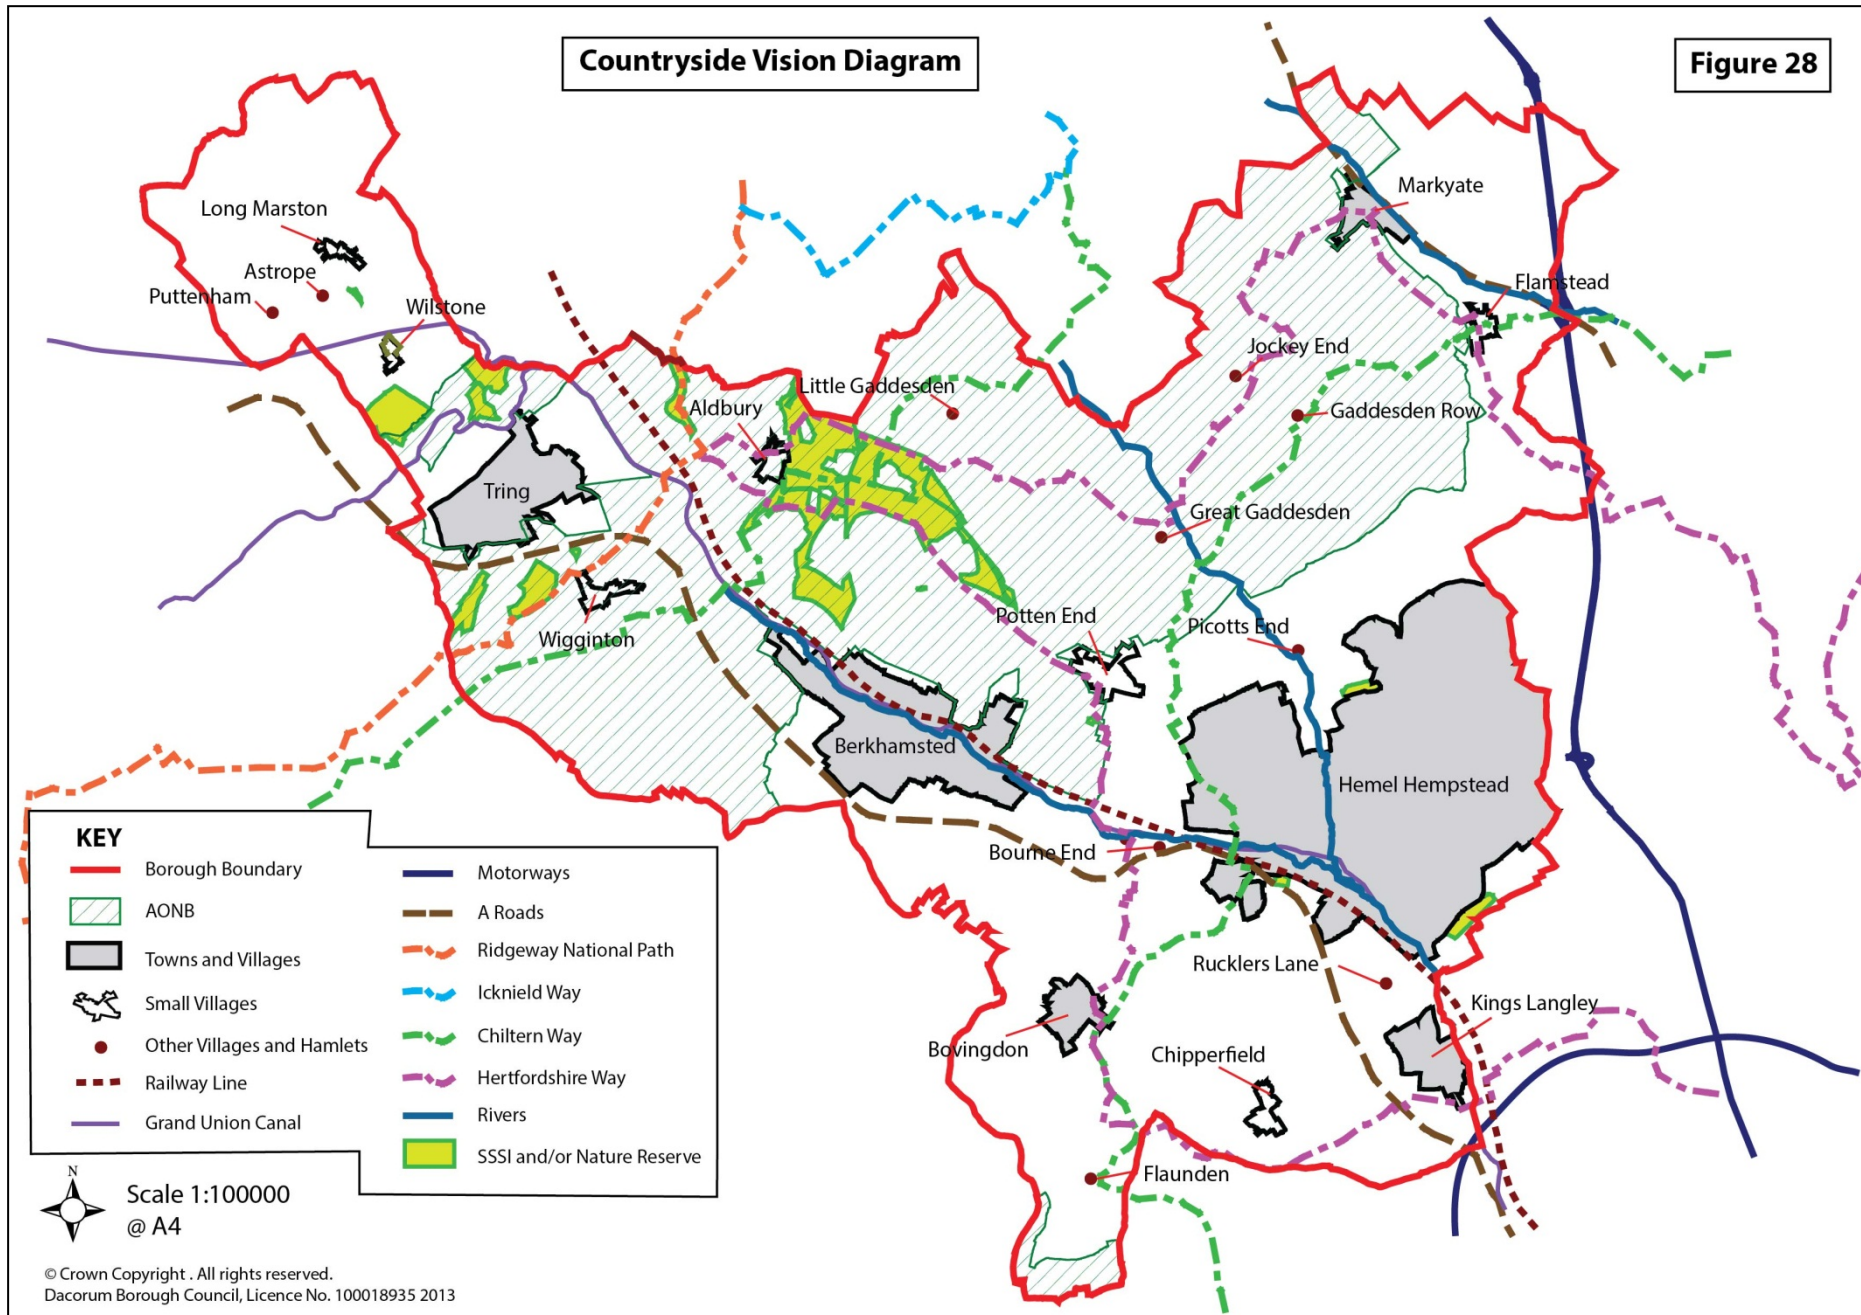 Countryside Vision Diagram
Figure 28
Markyate
Long Marston
Astrope
Flamstead
Puttenham
Wilstone
Jockey End
Little Gaddesden
Aldbury
Gaddesden Row
Tring
Great Gaddesden
Potten End
Picotts End
Wigginton
Berkhamsted
Hemel Hempstead
Bourne End
Rucklers Lane
Kings Langley
Bovingdon
Chipperfield
Flaunden
KEY
Borough Boundary
AONB
Towns and Villages
Small Villages
Other Villages and Hamlets
Railway Line
Grand Union Canal
Motorways
A Roads
Ridgeway National Path
Icknield Way
Chiltern Way
Hertfordshire Way
Rivers
SSSI and/or Nature Reserve
N
Scale 1:100000
@ A4
© Crown Copyright . All rights reserved.
Dacorum Borough Council, Licence No. 100018935 2013